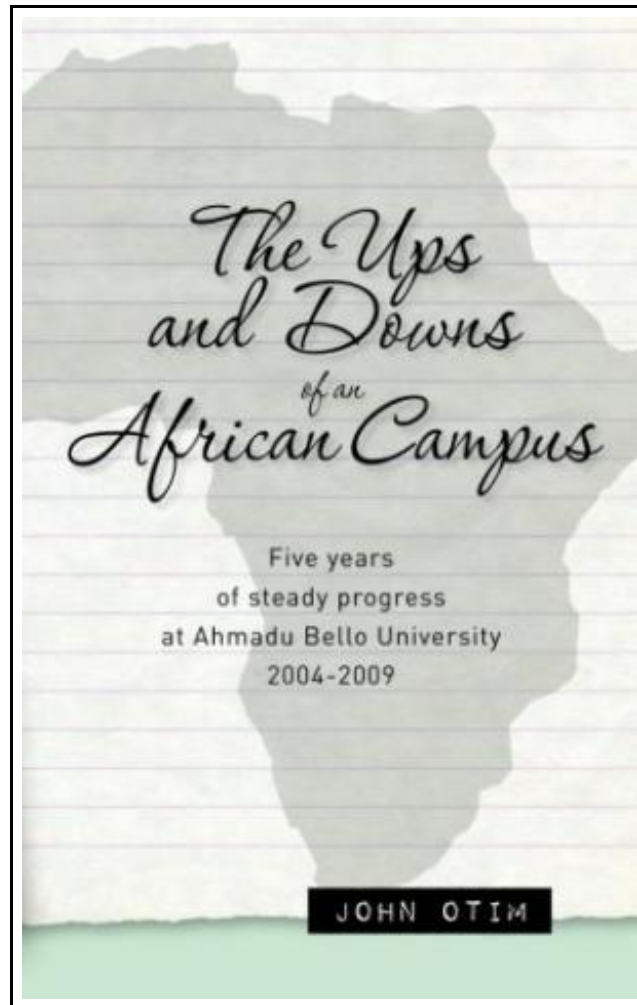 The Ups
and Downs
of an
African Campus
Five years
of steady progress
at Ahmadu Bello University
2004-2009
JOHN OTIM